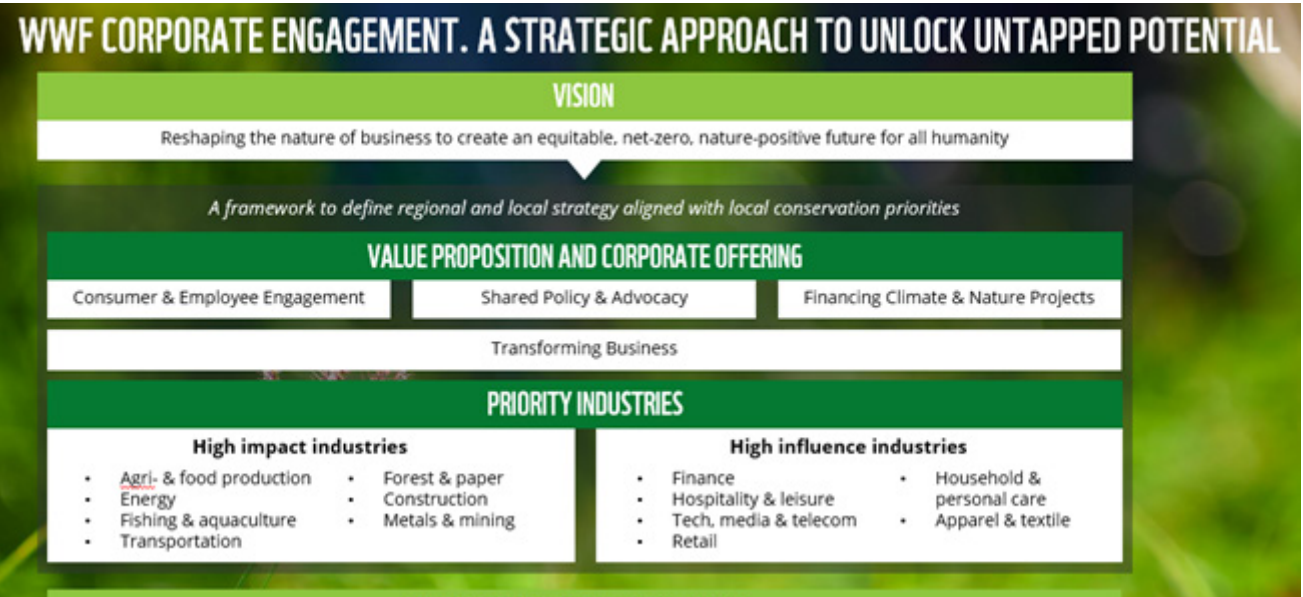 WWF CORPORATE ENGAGEMENT. A STRATEGIC APPROACH TO UNLOCK UNTAPPED POTENTIAL
VISION
Reshaping the nature of business to create an equitable, net-zero, nature-positive future for all humanity
A framework to define regional and local strategy aligned with local conservation priorities
VALUE PROPOSITION AND CORPORATE OFFERING
Consumer & Employee Engagement
Shared Policy & Advocacy
Financing Climate & Nature Projects
Transforming Business
PRIORITY INDUSTRIES
High impact industries
• Agri- & food production
• Energy
• Fishing & aquaculture
• Transportation
• Forest & paper
• Construction
• Metals & mining
High influence industries
• Finance
• Hospitality & leisure
• Tech, media & telecom
• Retail
• Household &
personal care
• Apparel & textile